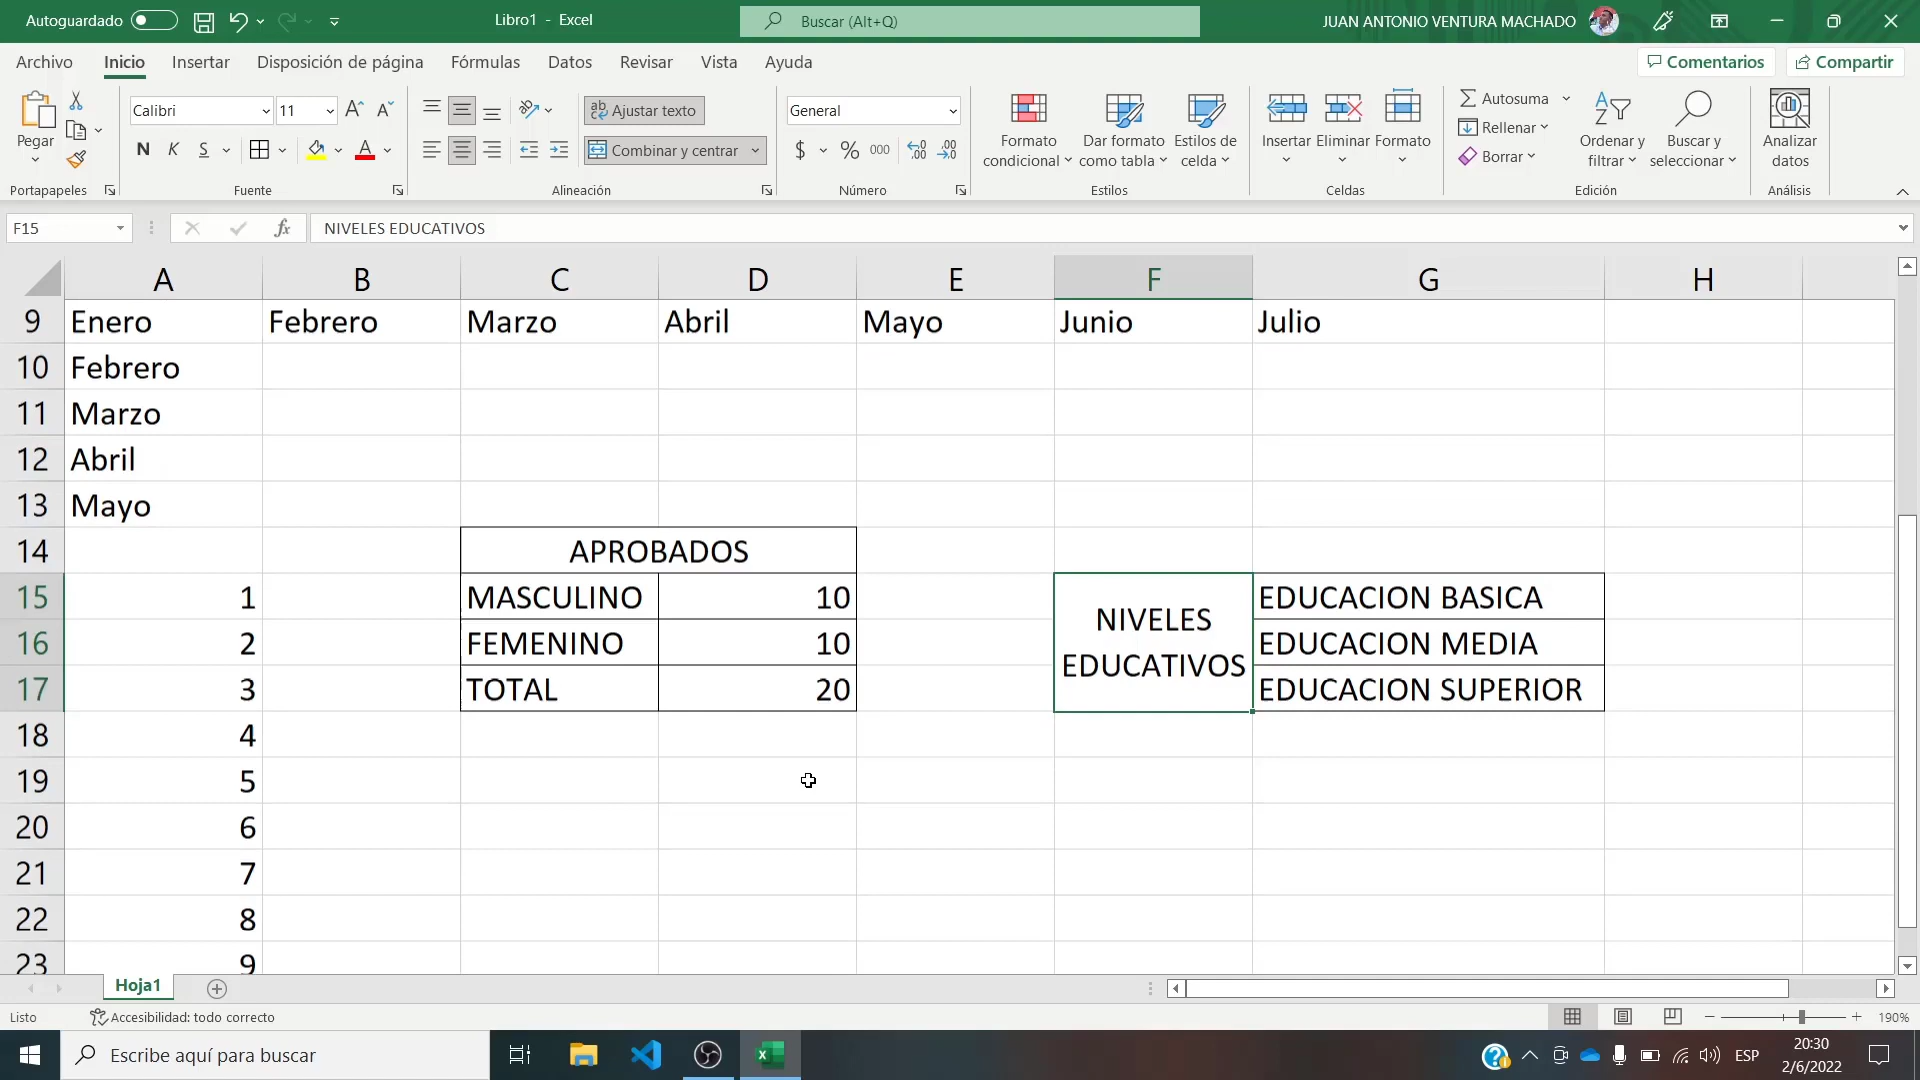 Autoguardado
Libro1 - Excel
Buscar (Alt+Q)
JUAN ANTONIO VENTURA MACHADO
Archivo Inicio Insertar Disposición de página Fórmulas Datos Revisar Vista Ayuda
Comentarios Compartir
Pegar
Portapapeles
Calibri 11
N K S
Fuente
Ajustar texto
Combinar y centrar
Alineación
General
$ % 000
Número
Formato condicional
Dar formato como tabla
Estilos de celda
Estilos
Insertar Eliminar Formato
Celdas
Autosuma
Rellenar
Borrar
Ordenar y filtrar
Buscar y seleccionar
Edición
Analizar datos
Análisis
F15 fx NIVELES EDUCATIVOS
A B C D E F G H
9 Enero Febrero Marzo Abril Mayo Junio Julio
10 Febrero
11 Marzo
12 Abril
13 Mayo
14 APROBADOS
15 1 MASCULINO 10 NIVELES EDUCATIVOS EDUCACION BASICA
16 2 FEMENINO 10 EDUCACION MEDIA
17 3 TOTAL 20 EDUCACION SUPERIOR
18 4
19 5
20 6
21 7
22 8
23 9
Hoja1
Listo Accesibilidad: todo correcto 190%
Escribe aquí para buscar
ESP
20:30
2/6/2022